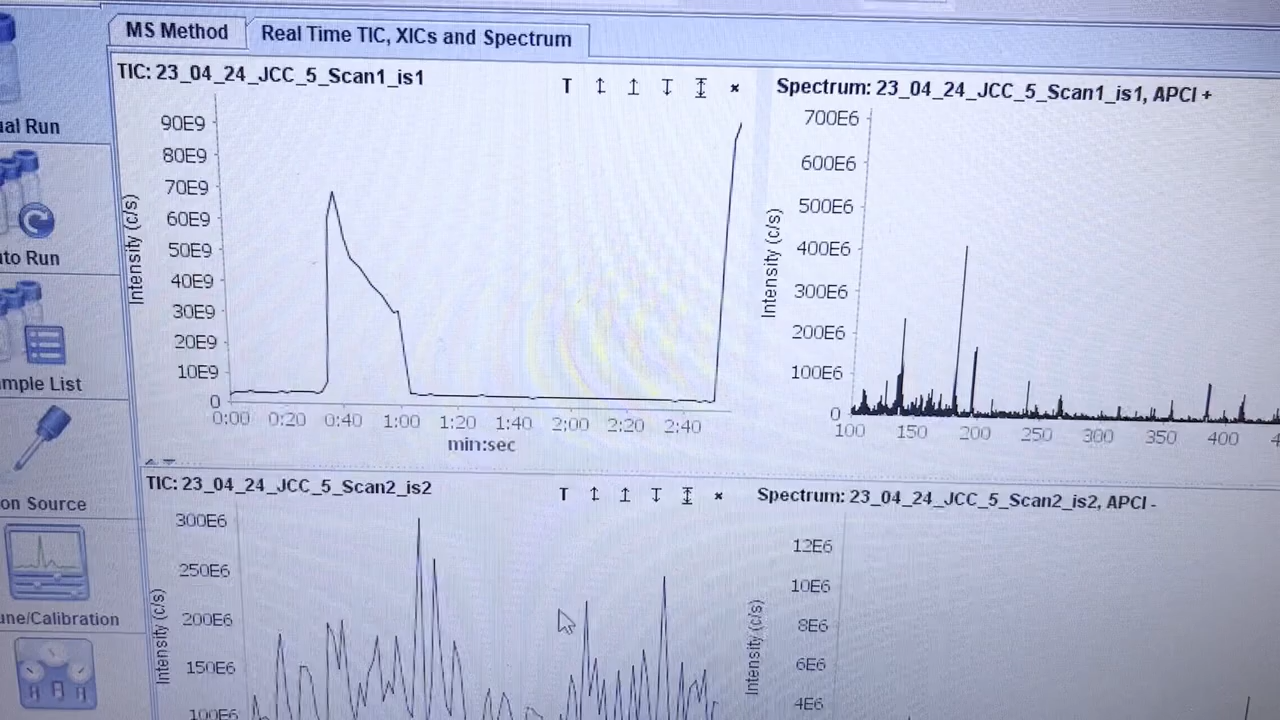 MS Method
Real Time TIC, XICs and Spectrum
TIC: 23_04_24_JCC_5_Scan1_is1
T
Intensity (c/s)
90E9
80E9
70E9
60E9
50E9
40E9
30E9
20E9
10E9
0
0:00 0:20 0:40 1:00 1:20 1:40 2:00 2:20 2:40
min:sec
Spectrum: 23_04_24_JCC_5_Scan1_is1, APCI +
Intensity (c/s)
700E6
600E6
500E6
400E6
300E6
200E6
100E6
0
100 150 200 250 300 350 400
TIC: 23_04_24_JCC_5_Scan2_is2
T
Intensity (c/s)
300E6
250E6
200E6
150E6
100E6
Spectrum: 23_04_24_JCC_5_Scan2_is2, APCI -
Intensity (c/s)
12E6
10E6
8E6
6E6
4E6
ual Run
uto Run
mple List
on Source
une/Calibration